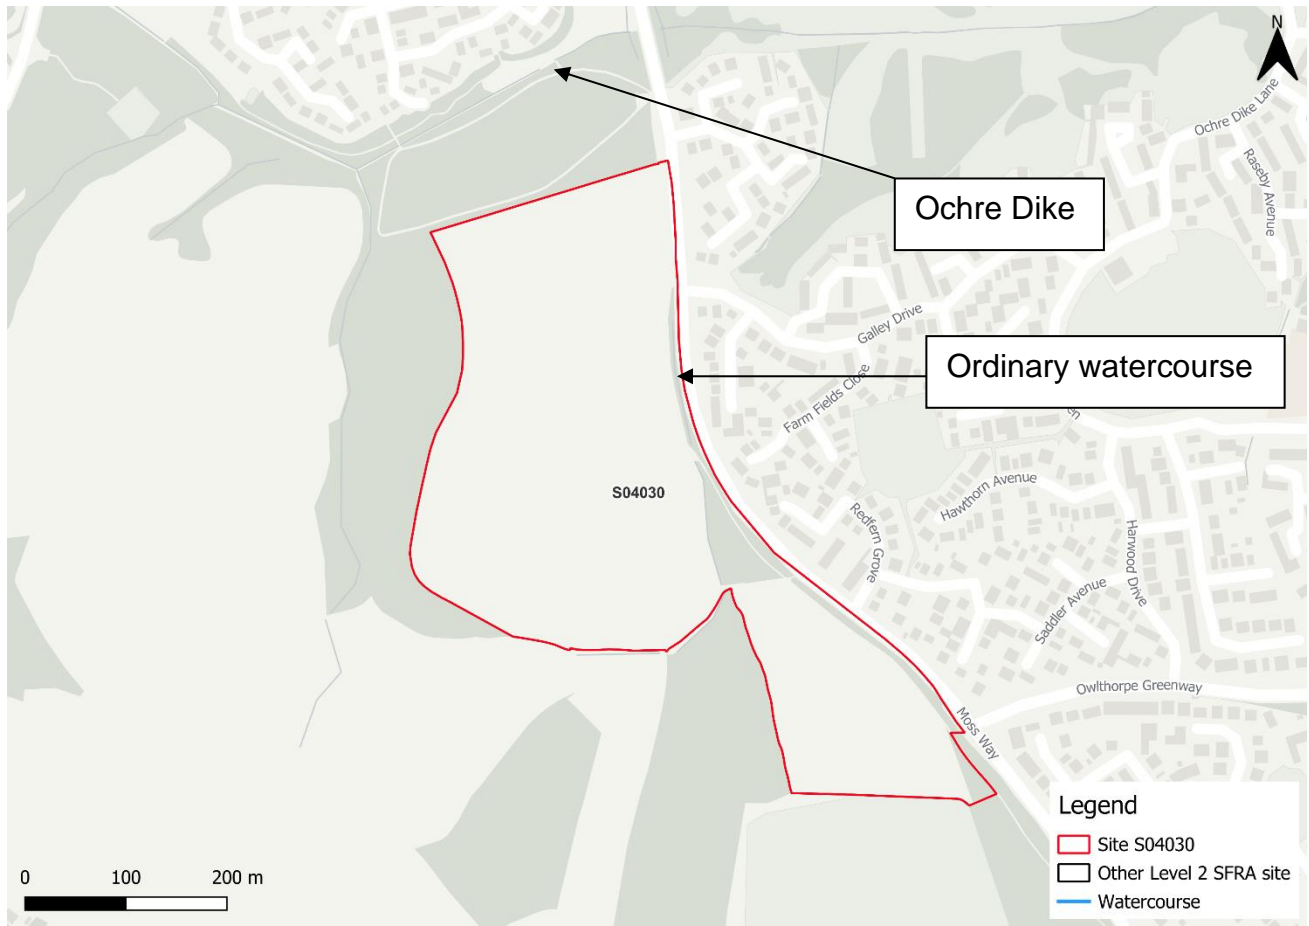 N
Ochre Dike Lane
Raseby Avenue
Ochre Dike
Galley Drive
Ordinary watercourse
Farm Fields Close
en
Hawthorn Avenue
S04030
Redfern Grove
Harwood Drive
Saddler Avenue
Owlthorpe Greenway
Moss Way
Legend
Site S04030
Other Level 2 SFRA site
Watercourse
0 100 200 m